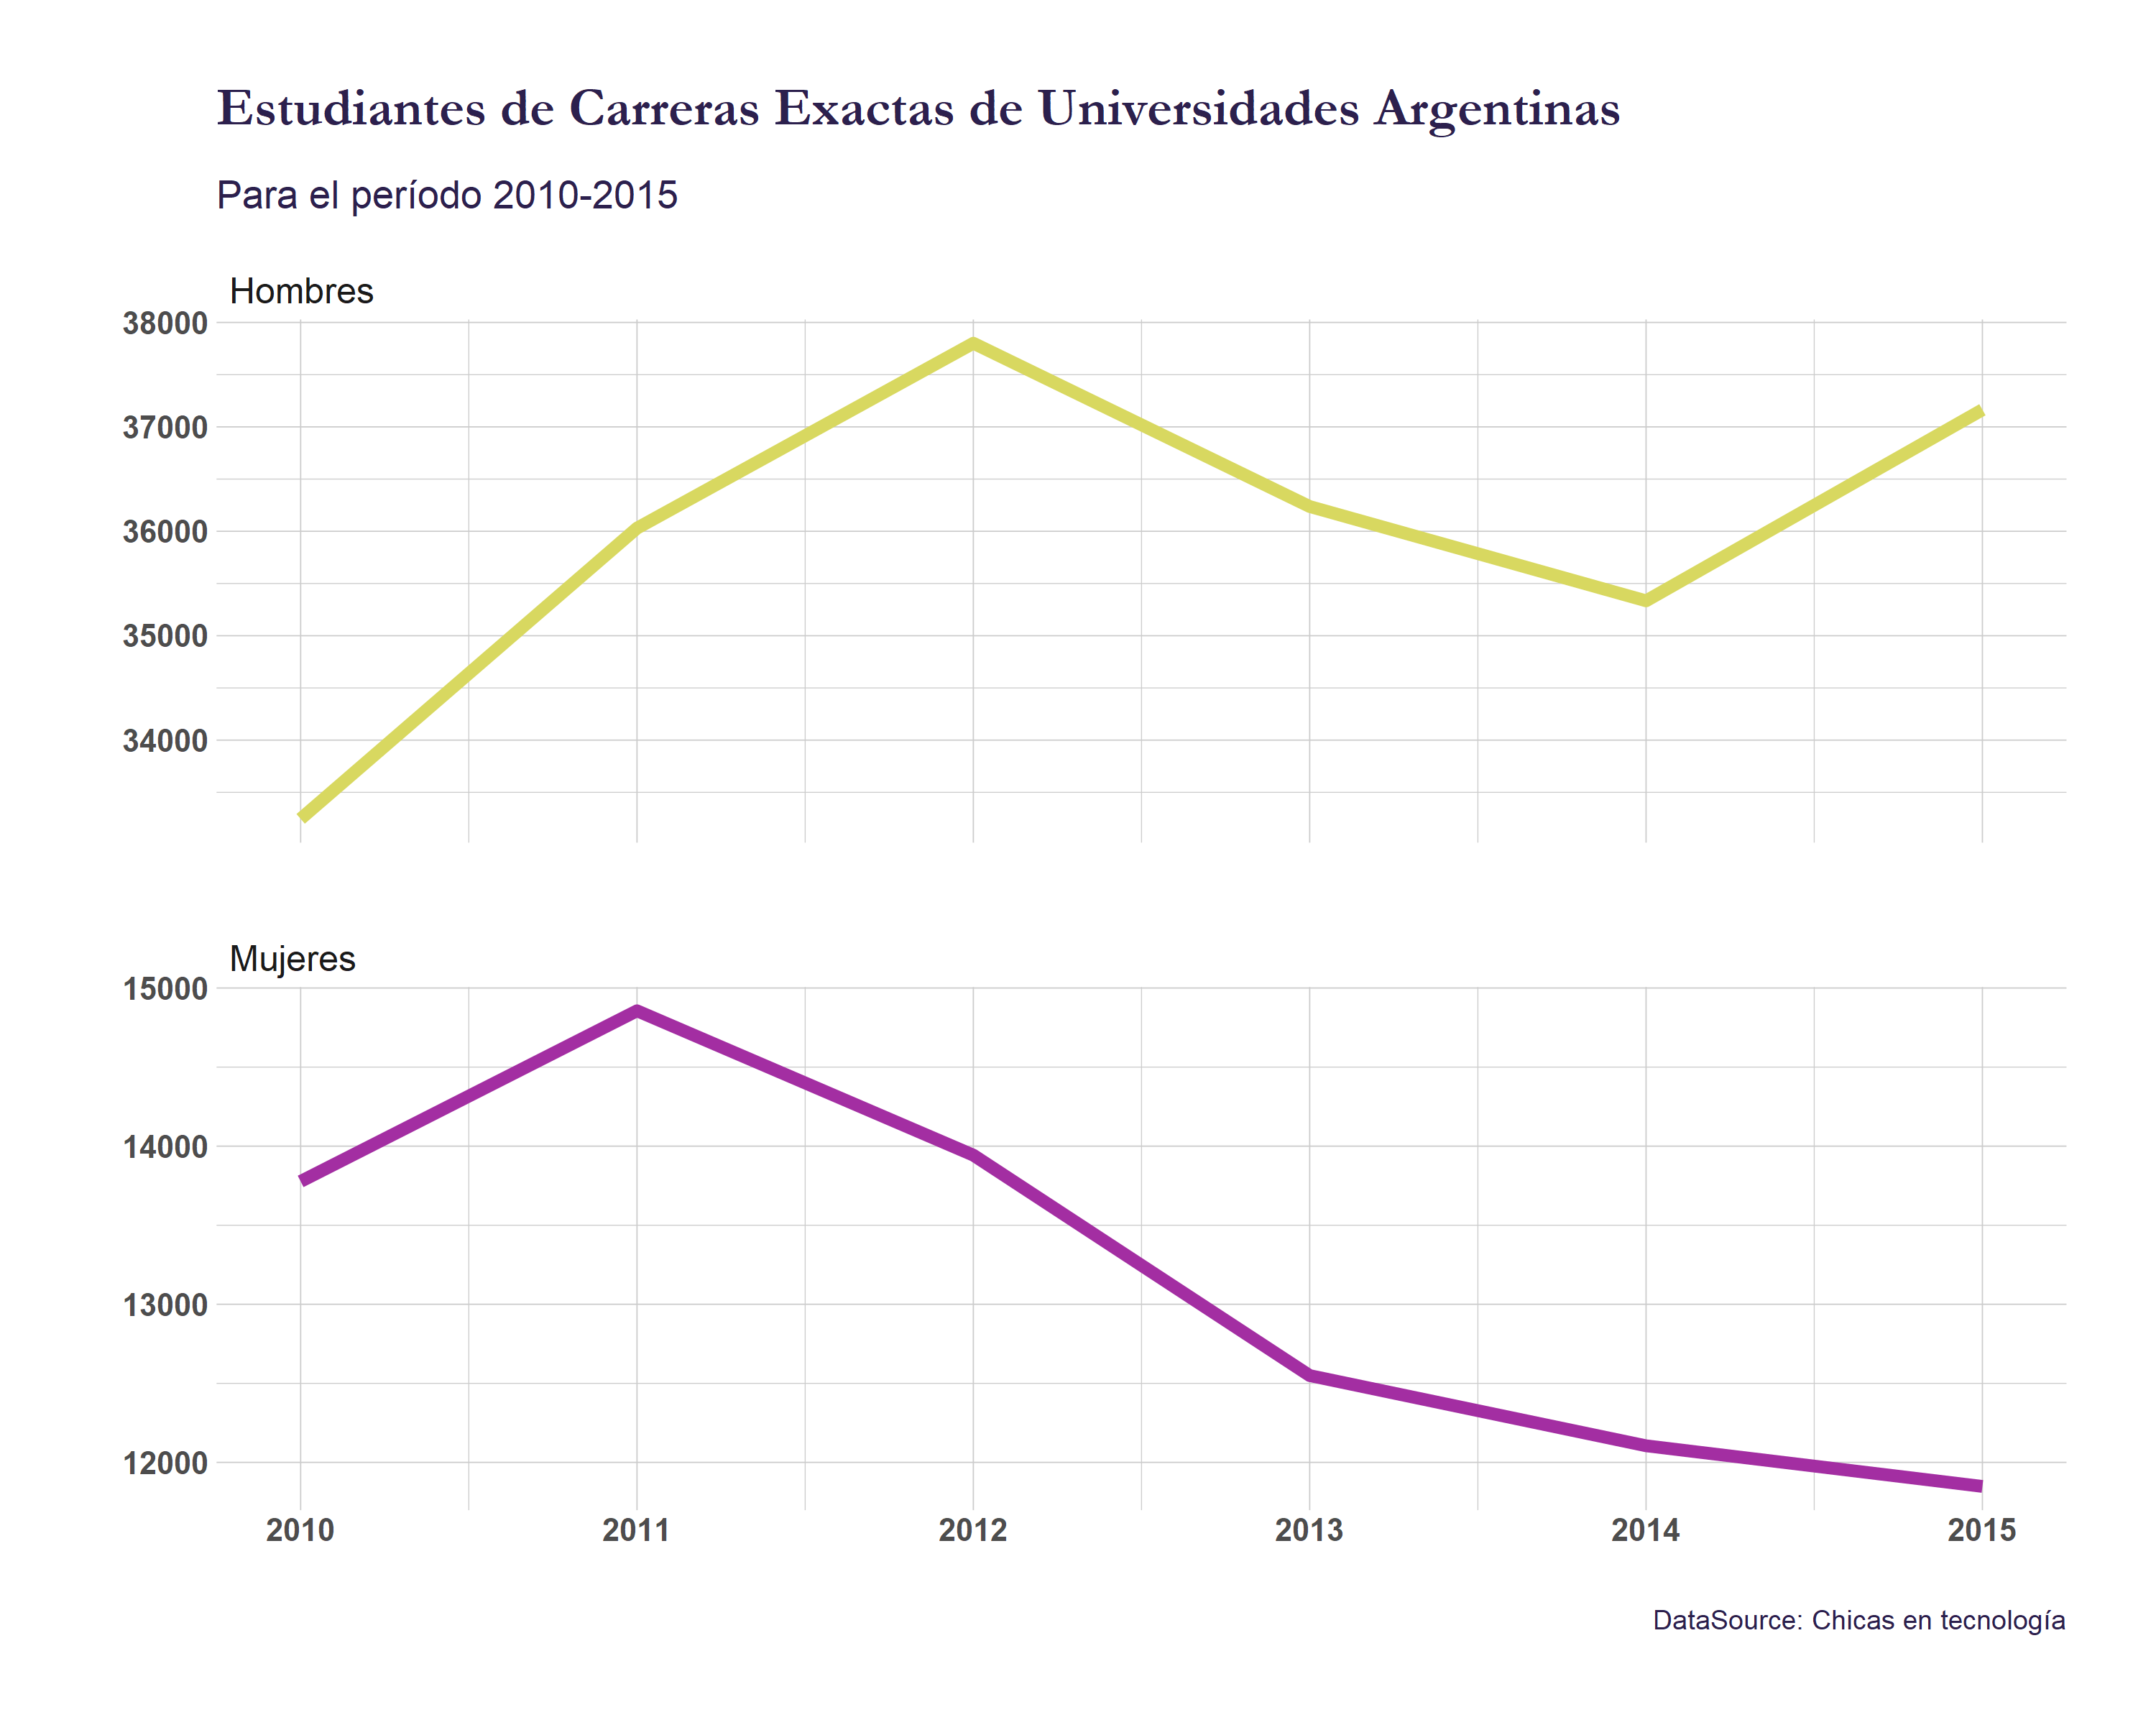 Estudiantes de Carreras Exactas de Universidades Argentinas
Para el período 2010-2015
Hombres
38000
37000
36000
35000
34000
Mujeres
15000
14000
13000
12000
2010 2011 2012 2013 2014 2015
DataSource: Chicas en tecnología